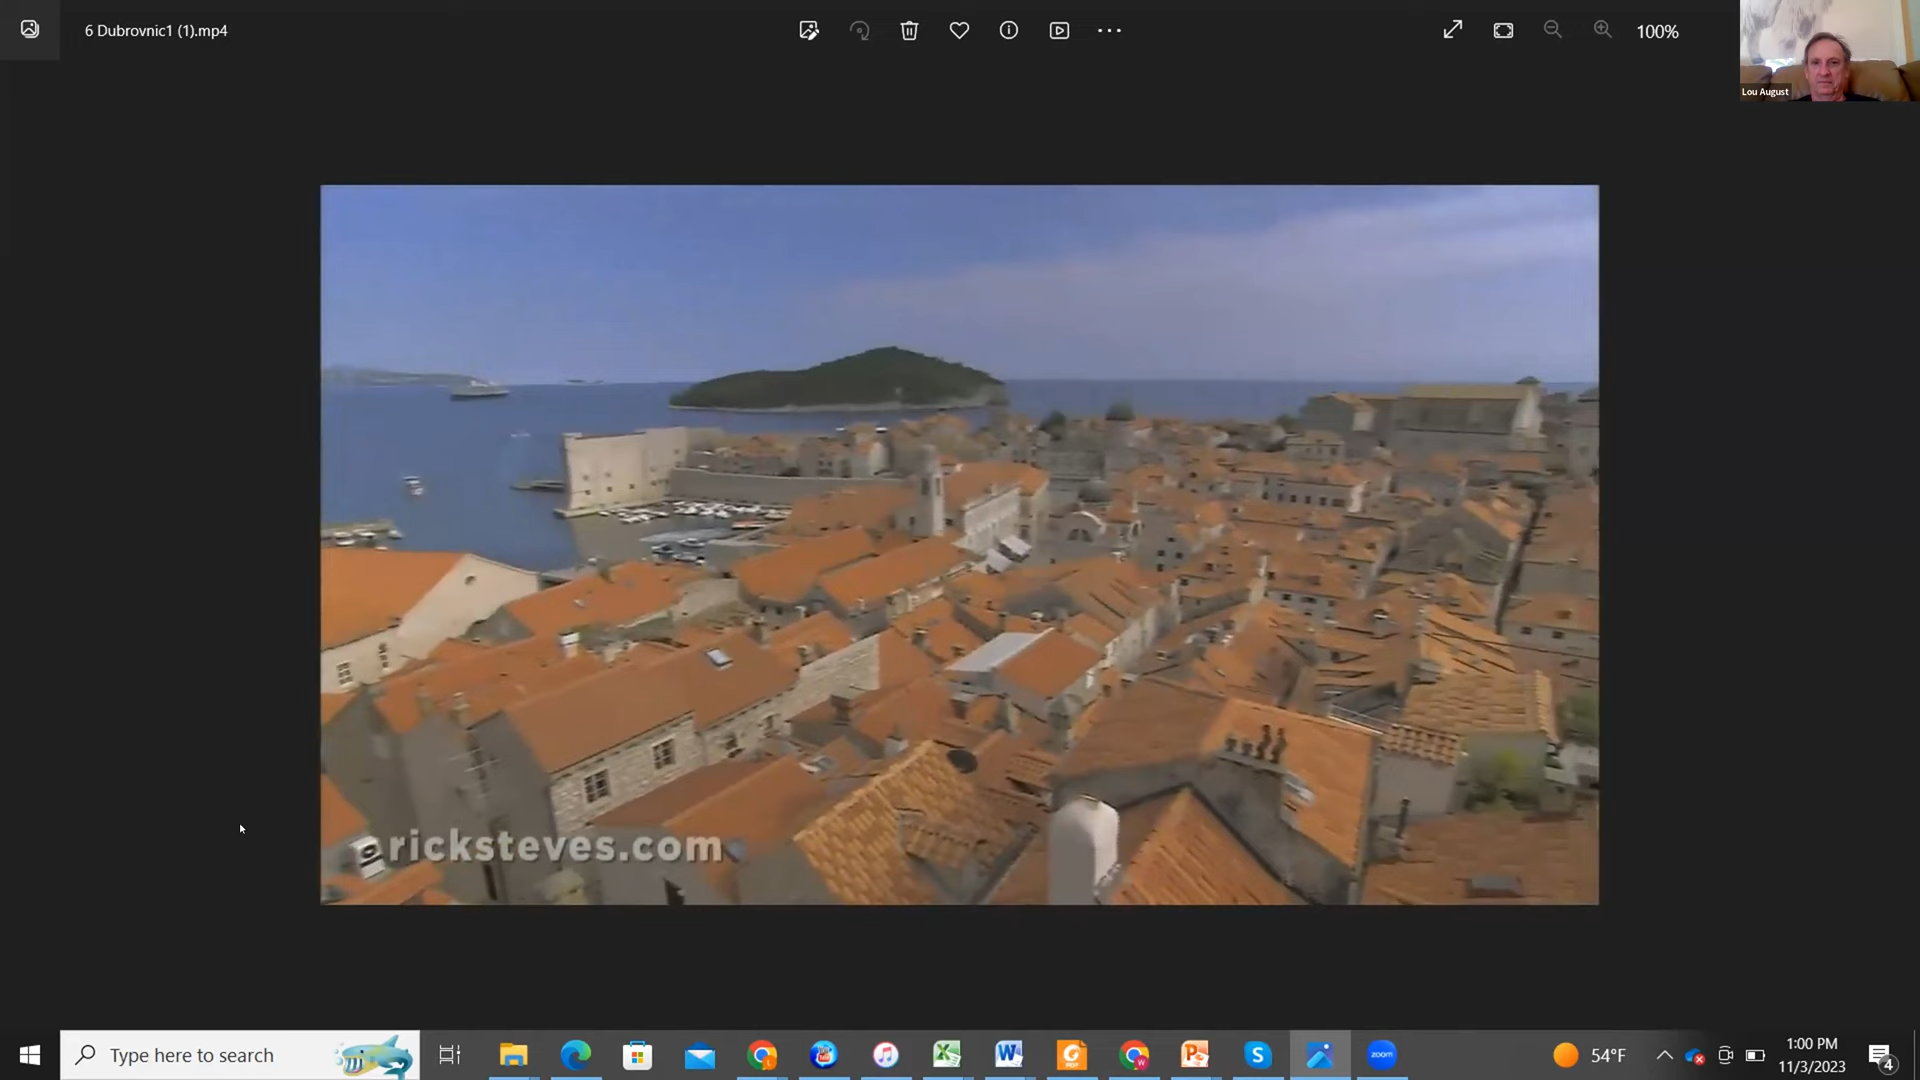 6 Dubrovnic1 (1).mp4
100%
Lou August
ricksteves.com
Type here to search
zoom
54°F
1:00 PM
11/3/2023
4